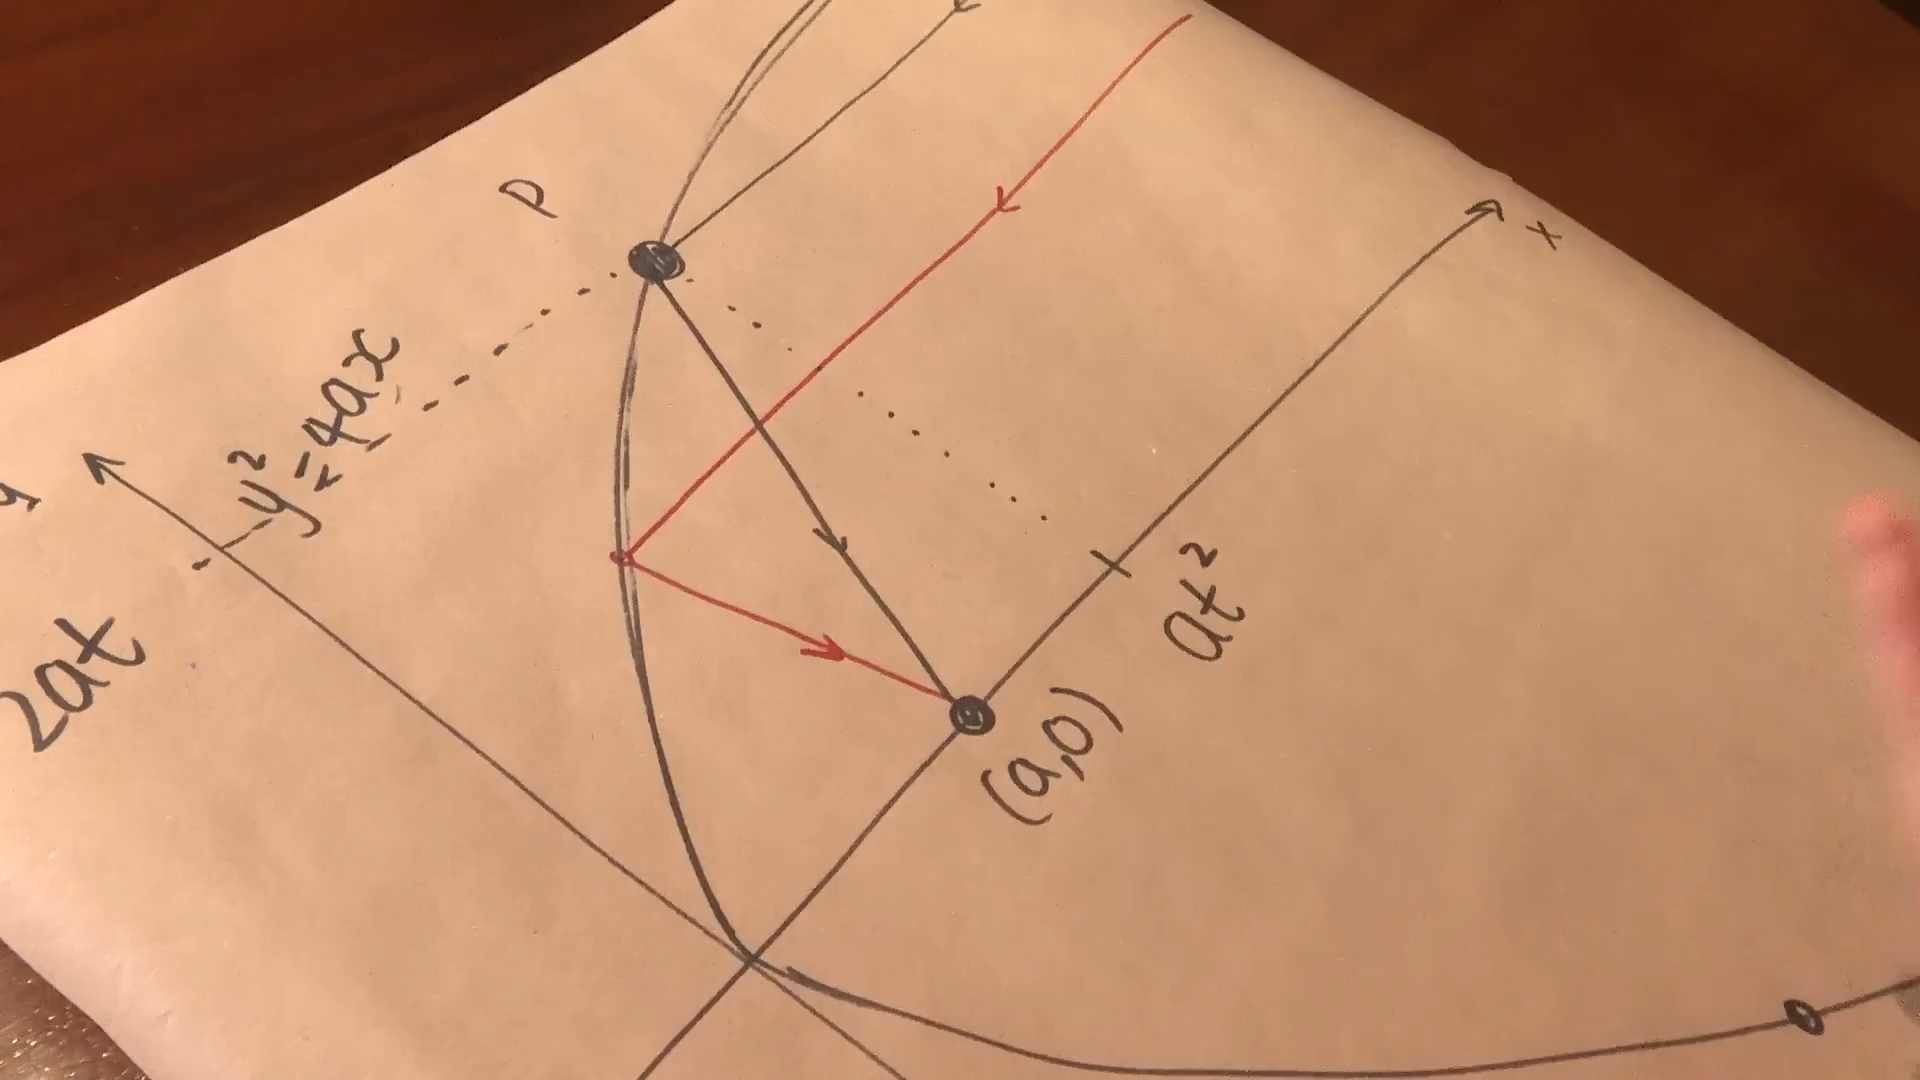 P
y² = 4ax
y
x
2at
at²
(a,0)